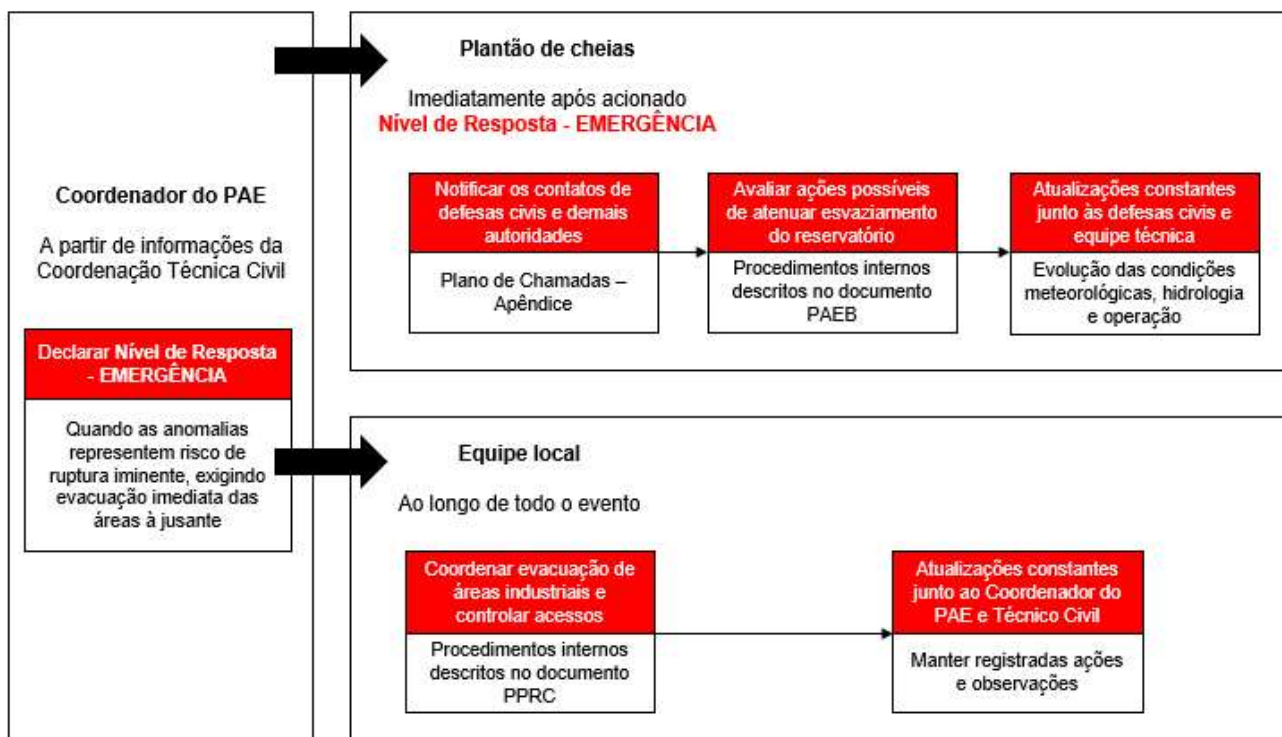 Coordenador do PAE
A partir de informações da
Coordenação Técnica Civil
Declarar Nível de Resposta
- EMERGÊNCIA
Quando as anomalias
representem risco de
ruptura iminente, exigindo
evacuação imediata das
áreas à jusante
Plantão de cheias
Imediatamente após acionado
Nível de Resposta - EMERGÊNCIA
Notificar os contatos de
defesas civis e demais
autoridades
Plano de Chamadas –
Apêndice
Avaliar ações possíveis
de atenuar esvaziamento
do reservatório
Procedimentos internos
descritos no documento
PAEB
Atualizações constantes
junto às defesas civis e
equipe técnica
Evolução das condições
meteorológicas, hidrologia
e operação
Equipe local
Ao longo de todo o evento
Coordenar evacuação de
áreas industriais e
controlar acessos
Procedimentos internos
descritos no documento
PPRC
Atualizações constantes
junto ao Coordenador do
PAE e Técnico Civil
Manter registradas ações
e observações